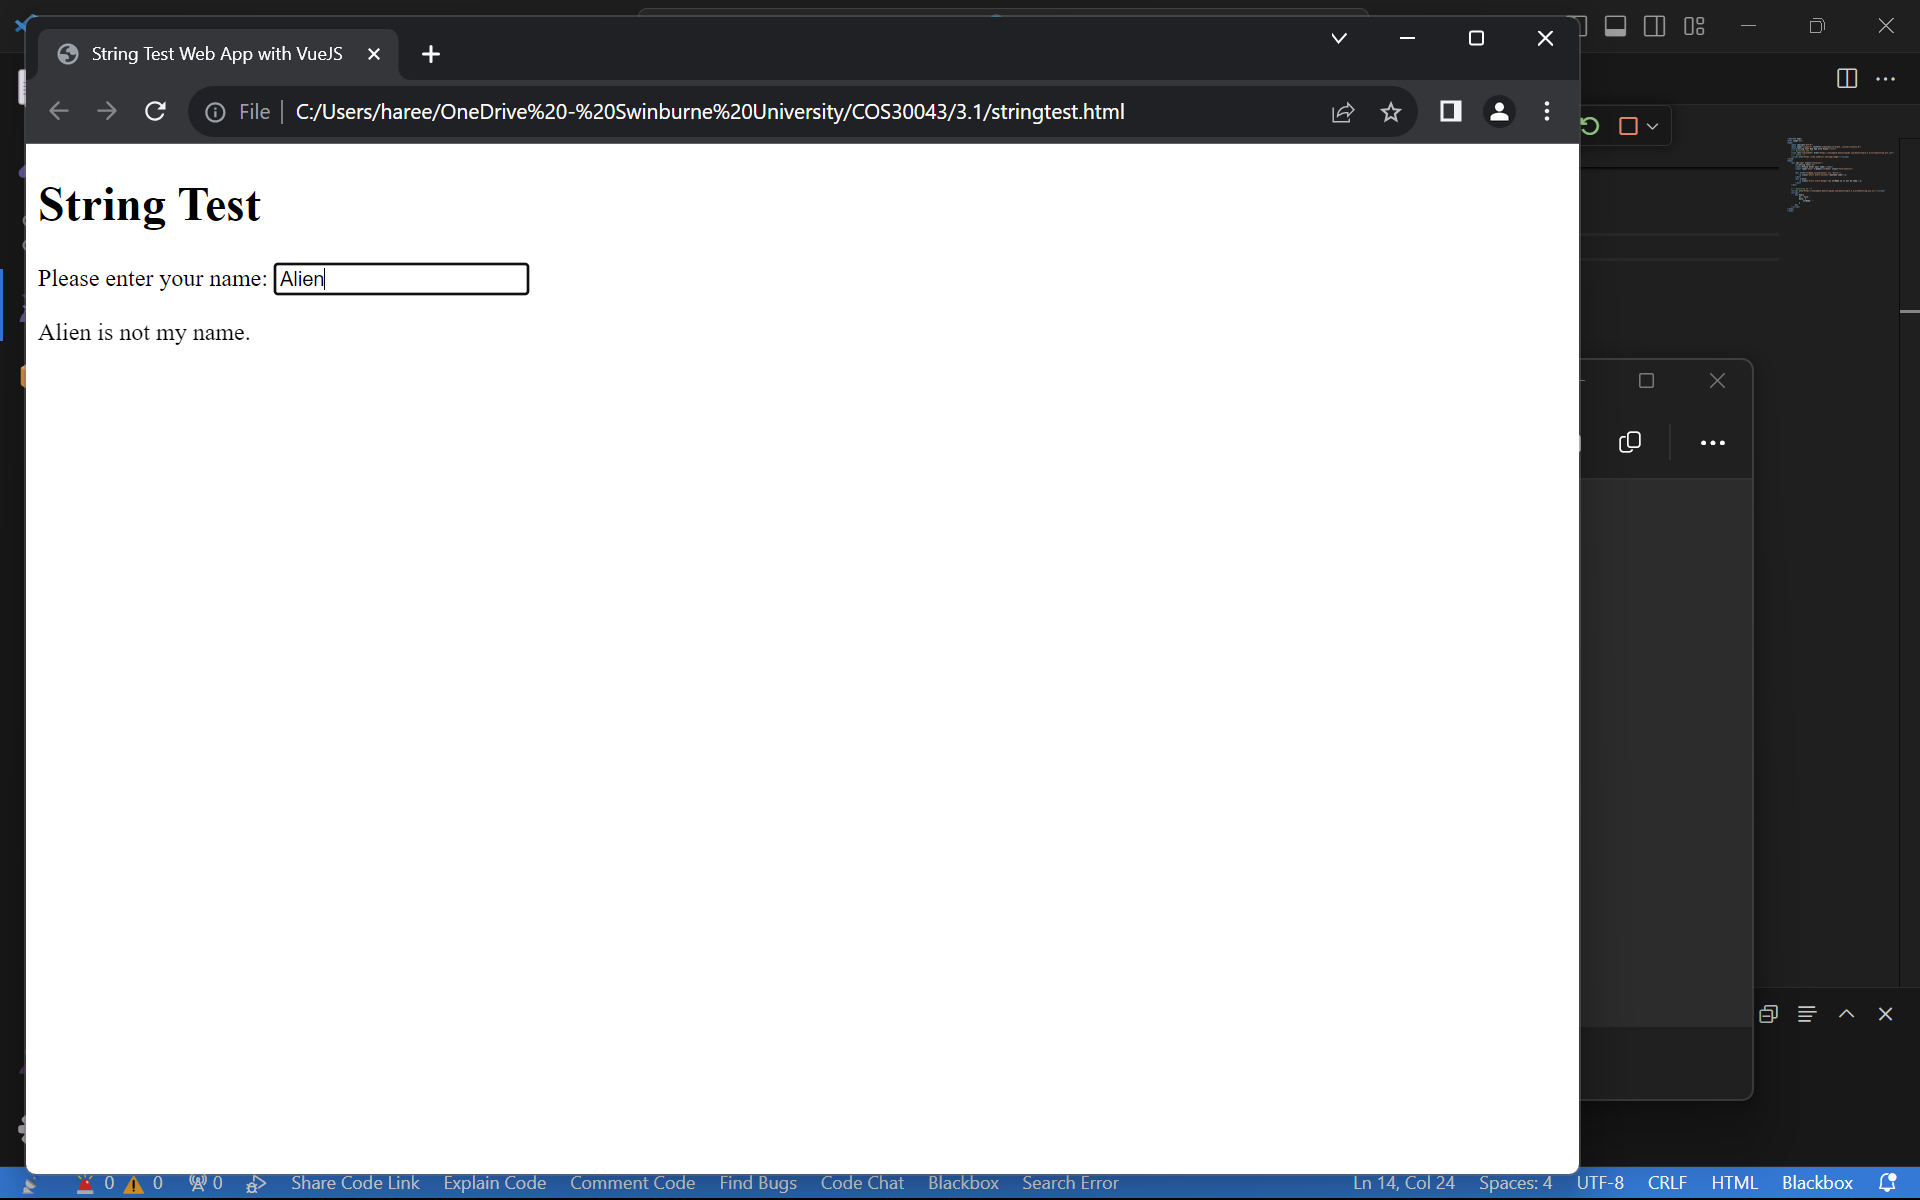 String Test Web App with VueJS
File C:/Users/haree/OneDrive%20-%20Swinburne%20University/COS30043/3.1/stringtest.html
String Test
Please enter your name: Alien
Alien is not my name.
0 0 0 Share Code Link Explain Code Comment Code Find Bugs Code Chat Blackbox Search Error Ln 14, Col 24 Spaces: 4 UTF-8 CRLF HTML Blackbox